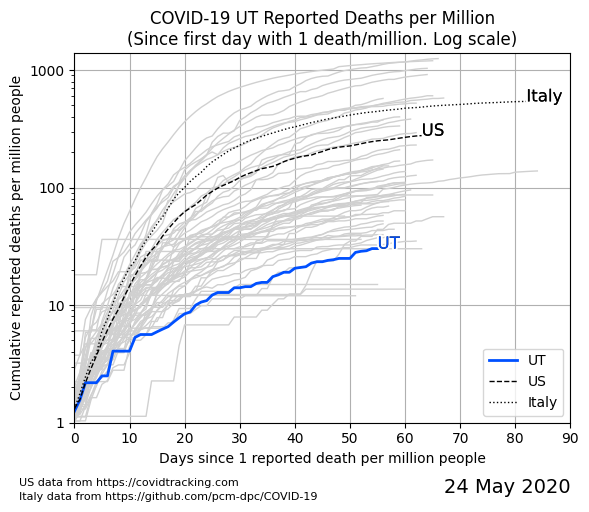 COVID-19 UT Reported Deaths per Million
(Since first day with 1 death/million. Log scale)
Cumulative reported deaths per million people
1000
100
10
1
Italy
US
UT
UT
US
Italy
0 10 20 30 40 50 60 70 80 90
Days since 1 reported death per million people
US data from https://covidtracking.com
Italy data from https://github.com/pcm-dpc/COVID-19
24 May 2020